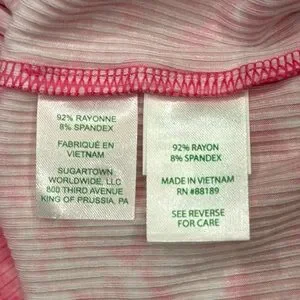 92% RAYONNE
8% SPANDEX
FABRIQUÉ EN
VIETNAM
SUGARTOWN
WORLDWIDE, LLC
800 THIRD AVENUE
KING OF PRUSSIA, PA
92% RAYON
8% SPANDEX
MADE IN VIETNAM
RN #88189
SEE REVERSE
FOR CARE